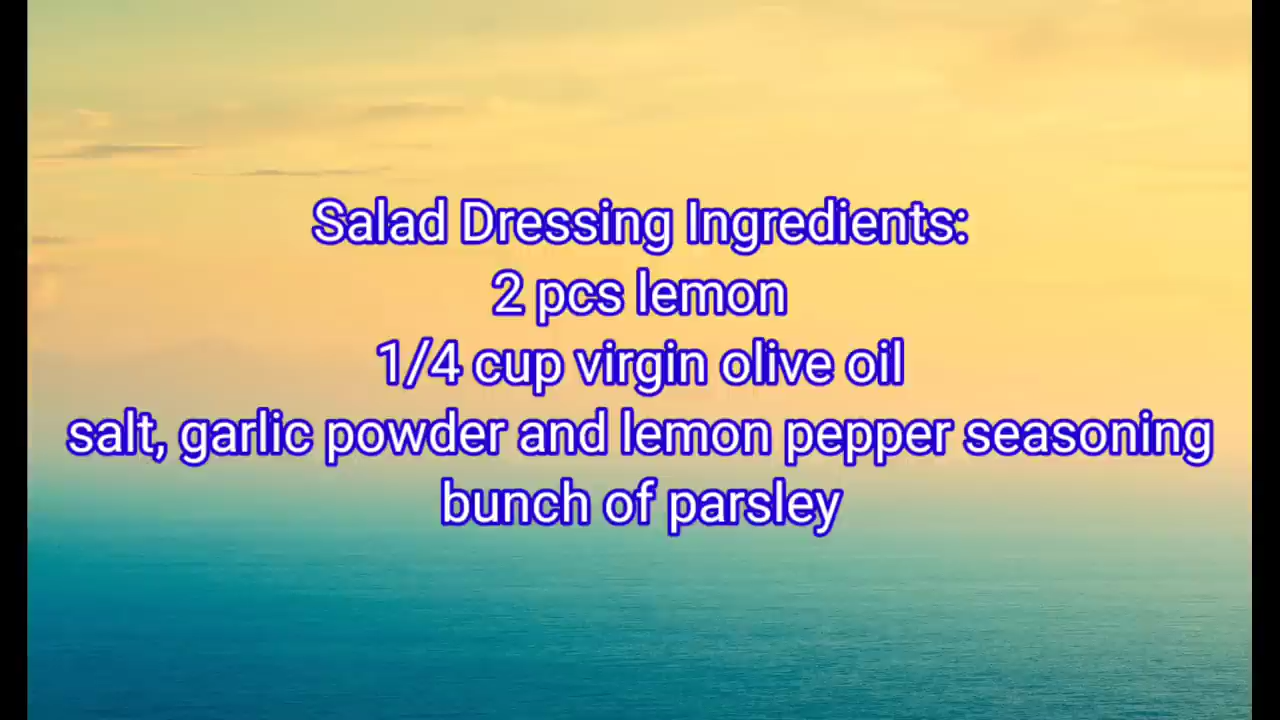 Salad Dressing Ingredients:
2 pcs lemon
1/4 cup virgin olive oil
salt, garlic powder and lemon pepper seasoning
bunch of parsley